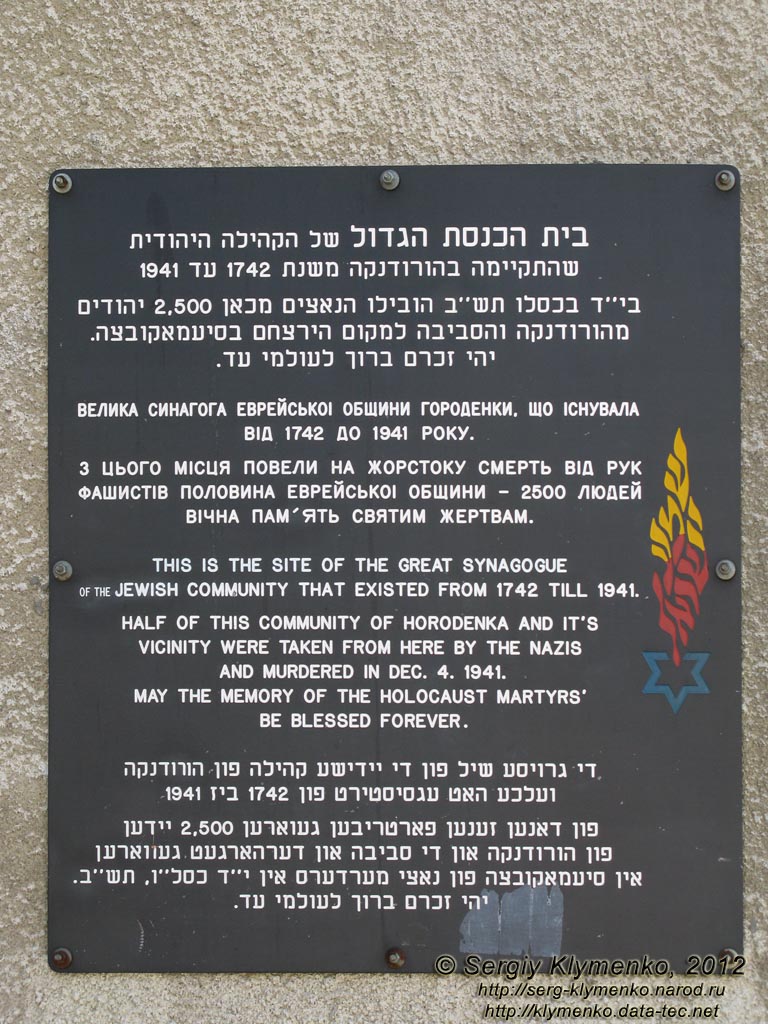 בית הכנסת הגדול של הקהילה היהודית
שהתקיימה בהורודנקה משנת 1742 עד 1941
בי״ד בכסלו תש״ב הובילו הנאצים מכאן 2,500 יהודים
מהורודנקה והסביבה למקום הירצחם בסיעמאקובצה.
יהי זכרם ברוך לעולמי עד.
ВЕЛИКА СИНАГОГА ЕВРЕЙСЬКОІ ОБЩИНИ ГОРОДЕНКИ, ЩО ІСНУВАЛА
ВІД 1742 ДО 1941 РОКУ.
З ЦЬОГО МІСЦЯ ПОВЕЛИ НА ЖОРСТОКУ СМЕРТЬ ВІД РУК
ФАШИСТІВ ПОЛОВИНА ЕВРЕЙСЬКОІ ОБЩИНИ – 2500 ЛЮДЕЙ
ВІЧНА ПАМ´ЯТЬ СВЯТИМ ЖЕРТВАМ.
THIS IS THE SITE OF THE GREAT SYNAGOGUE
OF THE JEWISH COMMUNITY THAT EXISTED FROM 1742 TILL 1941.
HALF OF THIS COMMUNITY OF HORODENKA AND IT'S
VICINITY WERE TAKEN FROM HERE BY THE NAZIS
AND MURDERED IN DEC. 4. 1941.
MAY THE MEMORY OF THE HOLOCAUST MARTYRS'
BE BLESSED FOREVER.
די גרויסע שיל פון די יידישע קהילה פון הורודנקה
וועלכע האט עגסיסטירט פון 1742 ביז 1941
פון דאנען זענען פארטריבען געווארען 2,500 יידען
פון הורודנקה און די סביבה און דערהארגעט געווארען
אין סיעמאקובצה פון נאצי מערדערס אין י״ד כסל״ו, תש״ב.
יהי זכרם ברוך לעולמי עד.
© Sergiy Klymenko, 2012
http://serg-klymenko.narod.ru
http://klymenko.data-tec.net